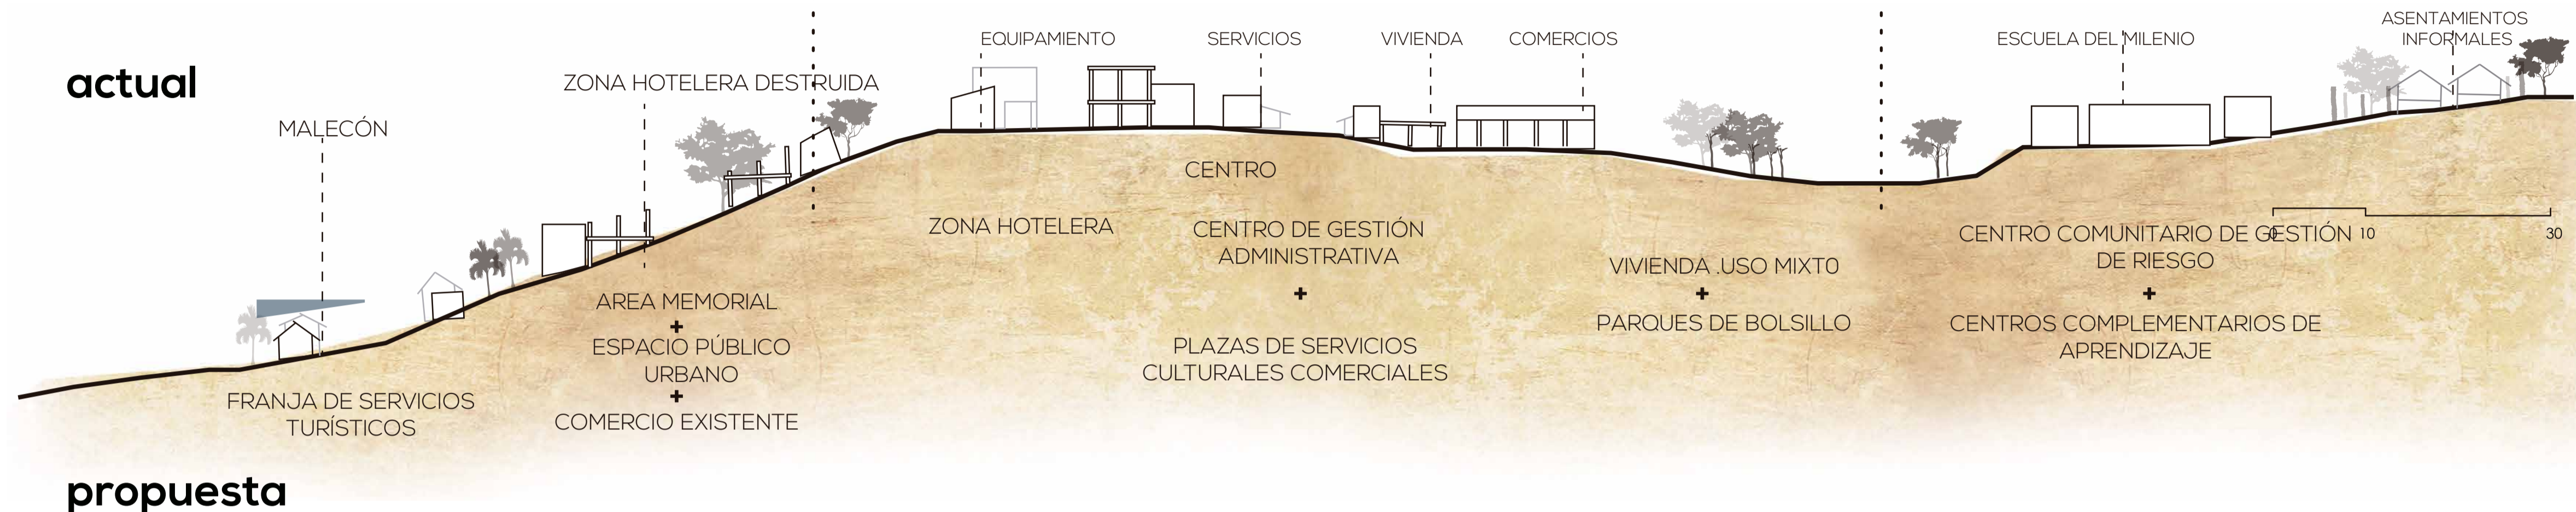 actual
MALECÓN
ZONA HOTELERA DESTRUIDA
EQUIPAMIENTO
SERVICIOS
VIVIENDA
COMERCIOS
ESCUELA DEL MILENIO
ASENTAMIENTOS
INFORMALES
CENTRO
ZONA HOTELERA
CENTRO DE GESTIÓN
ADMINISTRATIVA
+
PLAZAS DE SERVICIOS
CULTURALES COMERCIALES
VIVIENDA .USO MIXTO
+
PARQUES DE BOLSILLO
CENTRO COMUNITARIO DE GESTIÓN
DE RIESGO
+
CENTROS COMPLEMENTARIOS DE
APRENDIZAJE
0 10 30
AREA MEMORIAL
+
ESPACIO PÚBLICO
URBANO
+
COMERCIO EXISTENTE
FRANJA DE SERVICIOS
TURÍSTICOS
propuesta